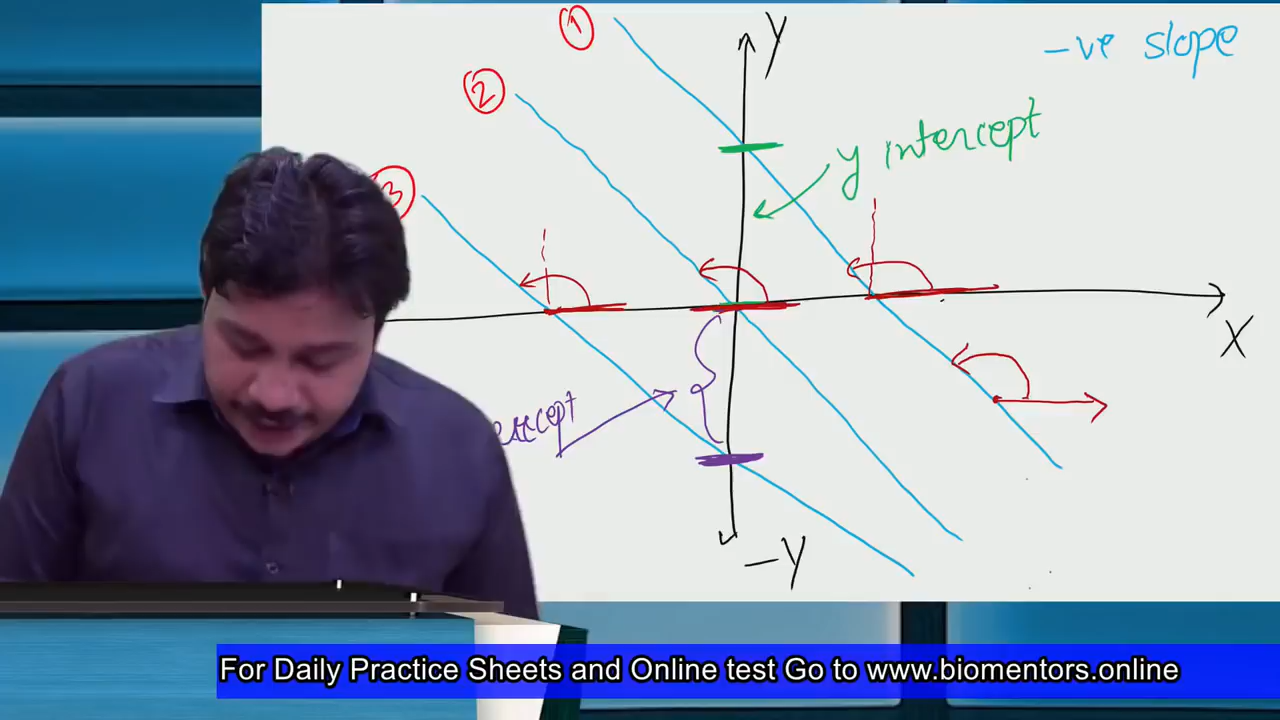 1
Y
-ve slope
2
y intercept
3
X
-Y
For Daily Practice Sheets and Online test Go to www.biomentors.online